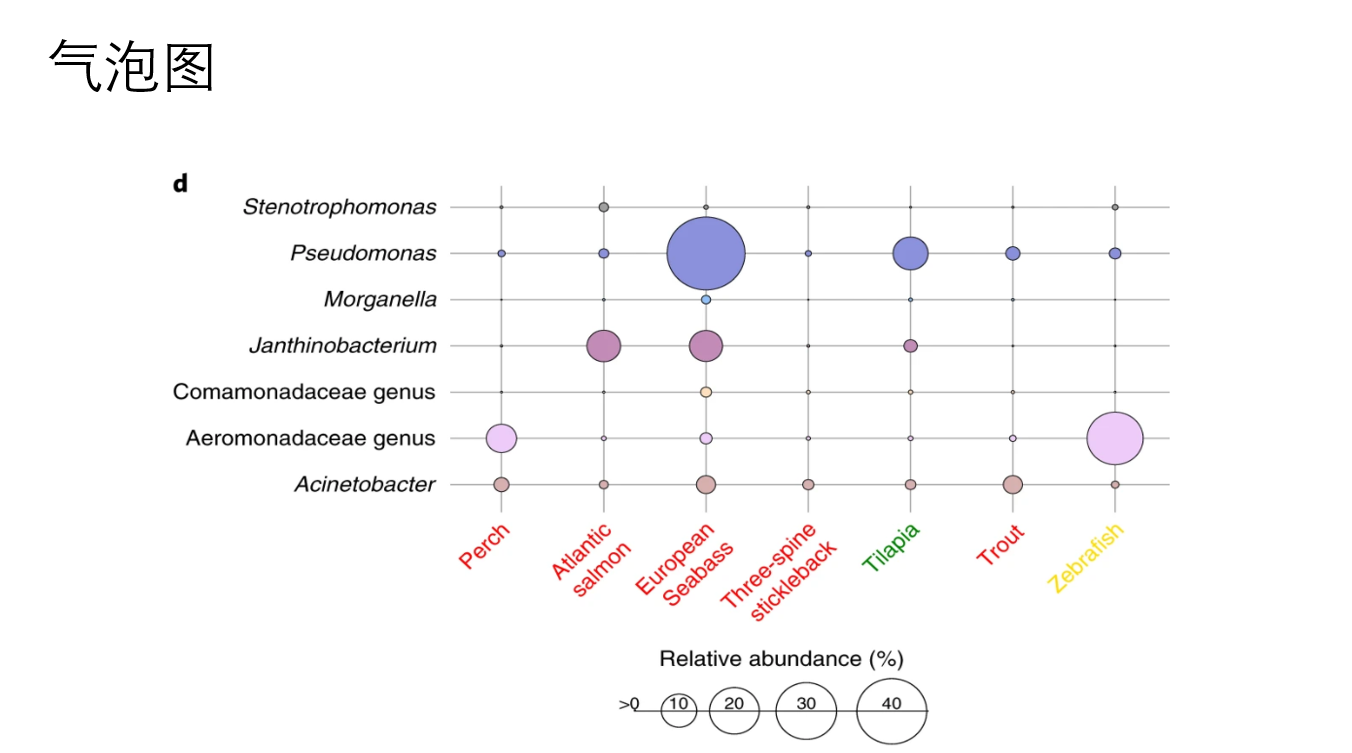 气泡图
d
Stenotrophomonas
Pseudomonas
Morganella
Janthinobacterium
Comamonadaceae genus
Aeromonadaceae genus
Acinetobacter
Perch
Atlantic
salmon
European
Seabass
Three-spine
stickleback
Tilapia
Trout
Zebrafish
Relative abundance (%)
>0 10 20 30 40